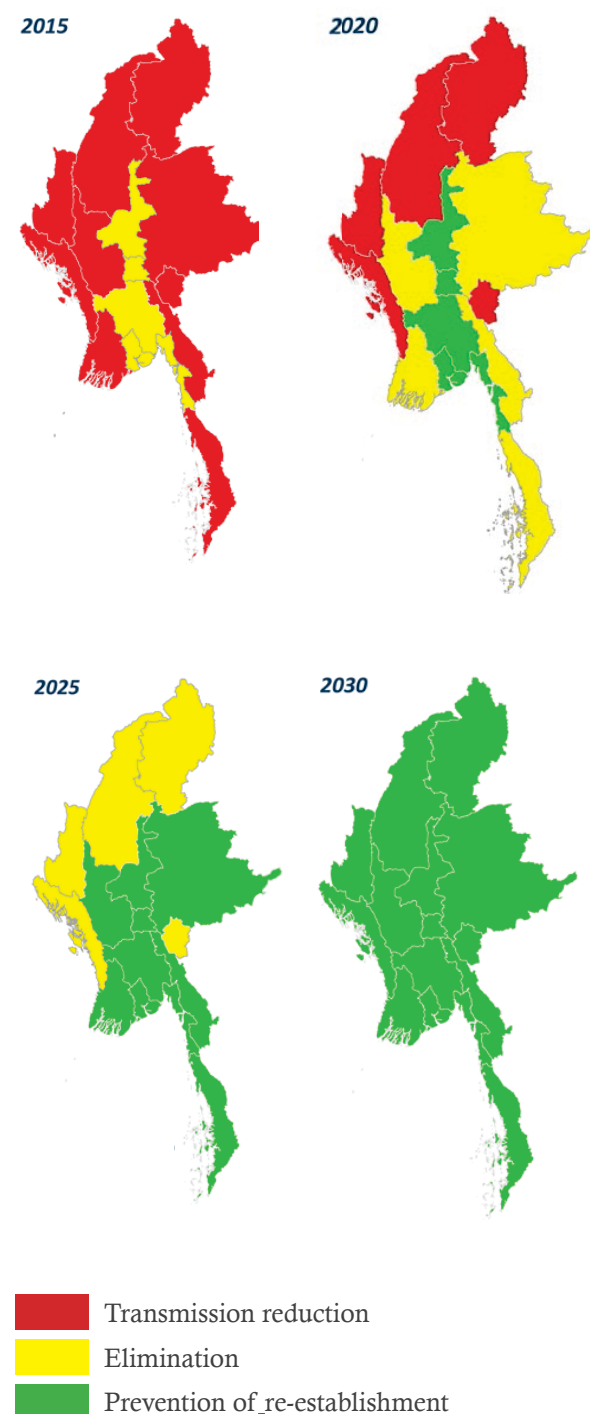 2015
2020
2025
2030
Transmission reduction
Elimination
Prevention of re-establishment